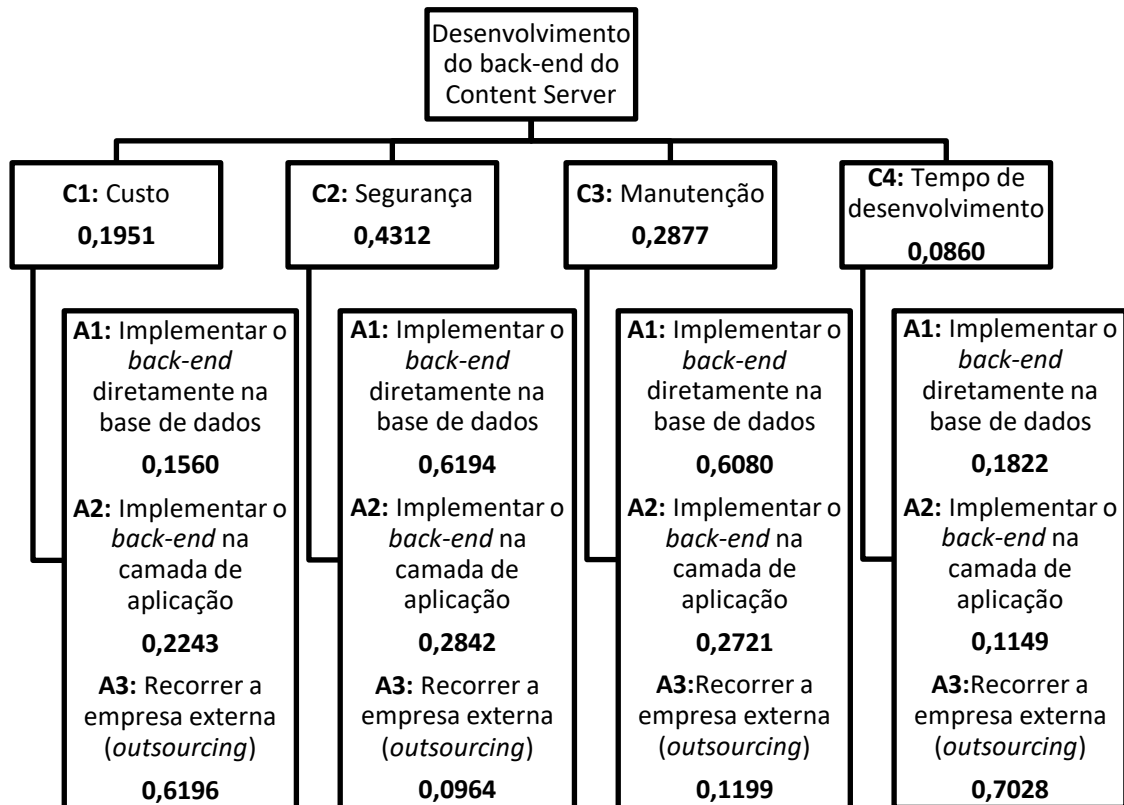 Desenvolvimento
do back-end do
Content Server
C1: Custo
0,1951
C2: Segurança
0,4312
C3: Manutenção
0,2877
C4: Tempo de
desenvolvimento
0,0860
A1: Implementar o
back-end
diretamente na
base de dados
0,1560
A2: Implementar o
back-end na
camada de
aplicação
0,2243
A3: Recorrer a
empresa externa
(outsourcing)
0,6196
A1: Implementar o
back-end
diretamente na
base de dados
0,6194
A2: Implementar o
back-end na
camada de
aplicação
0,2842
A3: Recorrer a
empresa externa
(outsourcing)
0,0964
A1: Implementar o
back-end
diretamente na
base de dados
0,6080
A2: Implementar o
back-end na
camada de
aplicação
0,2721
A3:Recorrer a
empresa externa
(outsourcing)
0,1199
A1: Implementar o
back-end
diretamente na
base de dados
0,1822
A2: Implementar o
back-end na
camada de
aplicação
0,1149
A3:Recorrer a
empresa externa
(outsourcing)
0,7028